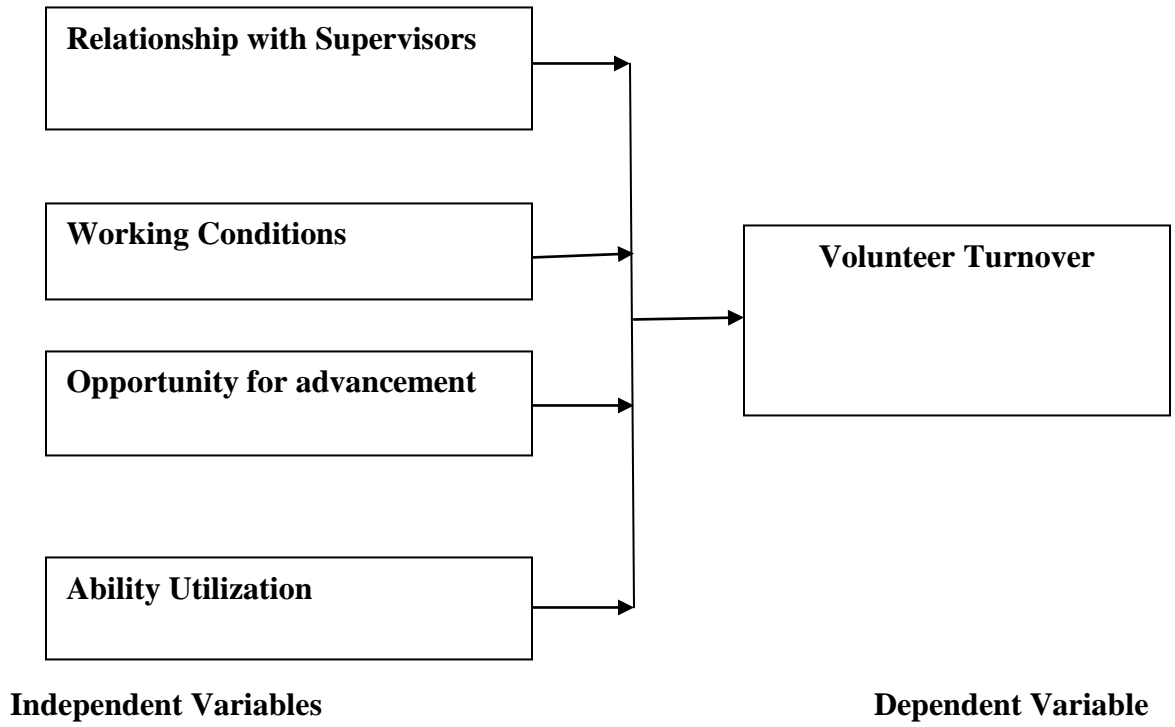 Relationship with Supervisors
Working Conditions
Volunteer Turnover
Opportunity for advancement
Ability Utilization
Independent Variables
Dependent Variable